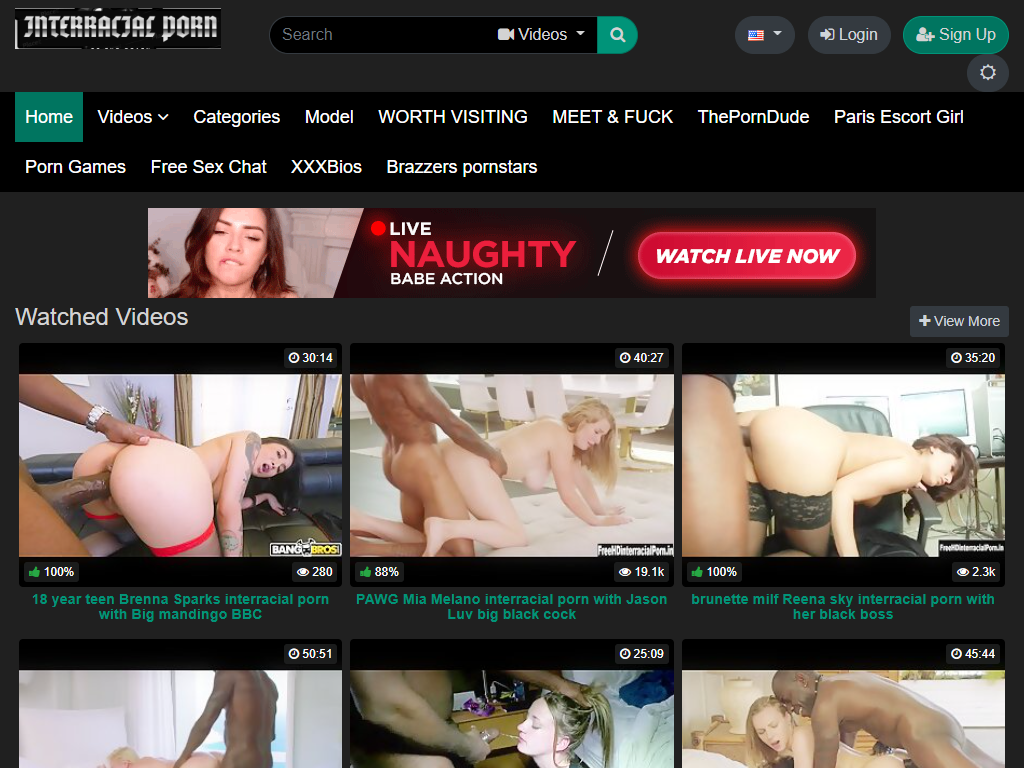 INTERRACIAL PORN
Search
Videos
Login
Sign Up
Home
Videos
Categories
Model
WORTH VISITING
MEET & FUCK
ThePornDude
Paris Escort Girl
Porn Games
Free Sex Chat
XXXBios
Brazzers pornstars
LIVE
NAUGHTY
BABE ACTION
WATCH LIVE NOW
Watched Videos
View More
30:14
40:27
35:20
BANGBROS!
FreeHDinterracialPorn.in
FreeHDinterracialPorn.in
100%
280
88%
19.1k
100%
2.3k
18 year teen Brenna Sparks interracial porn
with Big mandingo BBC
PAWG Mia Melano interracial porn with Jason
Luv big black cock
brunette milf Reena sky interracial porn with
her black boss
50:51
25:09
45:44